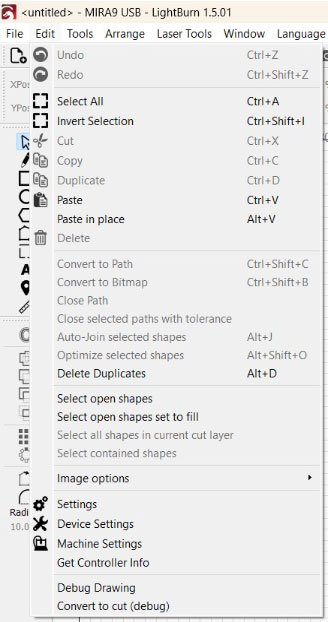 <untitled> - MIRA9 USB - LightBurn 1.5.01
File Edit Tools Arrange Laser Tools Window Language
XPos
YPos
Undo Ctrl+Z
Redo Ctrl+Shift+Z
Select All Ctrl+A
Invert Selection Ctrl+Shift+I
Cut Ctrl+X
Copy Ctrl+C
Duplicate Ctrl+D
Paste Ctrl+V
Paste in place Alt+V
Delete
Convert to Path Ctrl+Shift+C
Convert to Bitmap Ctrl+Shift+B
Close Path
Close selected paths with tolerance
Auto-Join selected shapes Alt+J
Optimize selected shapes Alt+Shift+O
Delete Duplicates Alt+D
Select open shapes
Select open shapes set to fill
Select all shapes in current cut layer
Select contained shapes
Image options
Settings
Device Settings
Machine Settings
Get Controller Info
Debug Drawing
Convert to cut (debug)
Radi
10.0